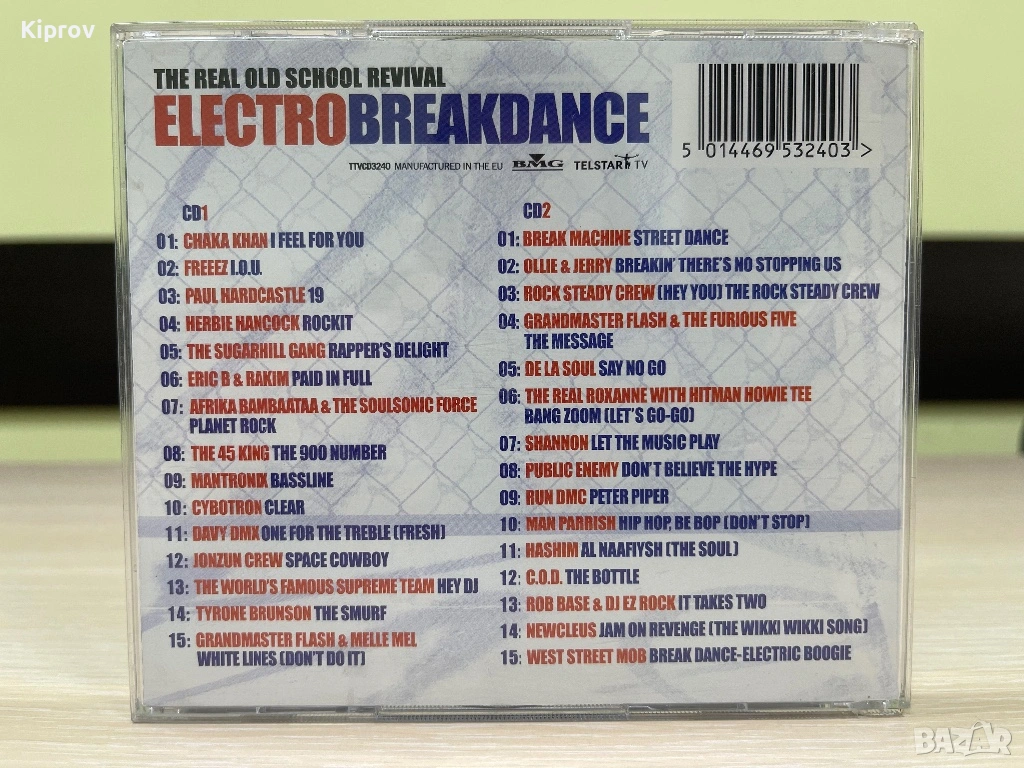 Kiprov
THE REAL OLD SCHOOL REVIVAL
ELECTROBREAKDANCE
5 014469 532403 >
TTVCD3240 MANUFACTURED IN THE EU BMG TELSTAR TV
CD1
01: CHAKA KHAN I FEEL FOR YOU
02: FREEEZ I.O.U.
03: PAUL HARDCASTLE 19
04: HERBIE HANCOCK ROCKIT
05: THE SUGARHILL GANG RAPPER'S DELIGHT
06: ERIC B & RAKIM PAID IN FULL
07: AFRIKA BAMBAATAA & THE SOULSONIC FORCE
PLANET ROCK
08: THE 45 KING THE 900 NUMBER
09: MANTRONIX BASSLINE
10: CYBOTRON CLEAR
11: DAVY DMX ONE FOR THE TREBLE (FRESH)
12: JONZUN CREW SPACE COWBOY
13: THE WORLD'S FAMOUS SUPREME TEAM HEY DJ
14: TYRONE BRUNSON THE SMURF
15: GRANDMASTER FLASH & MELLE MEL
WHITE LINES (DON'T DO IT)
CD2
01: BREAK MACHINE STREET DANCE
02: OLLIE & JERRY BREAKIN' THERE'S NO STOPPING US
03: ROCK STEADY CREW (HEY YOU) THE ROCK STEADY CREW
04: GRANDMASTER FLASH & THE FURIOUS FIVE
THE MESSAGE
05: DE LA SOUL SAY NO GO
06: THE REAL ROXANNE WITH HITMAN HOWIE TEE
BANG ZOOM (LET'S GO-GO)
07: SHANNON LET THE MUSIC PLAY
08: PUBLIC ENEMY DON'T BELIEVE THE HYPE
09: RUN DMC PETER PIPER
10: MAN PARRISH HIP HOP, BE BOP (DON'T STOP)
11: HASHIM AL NAAFIYSH (THE SOUL)
12: C.O.D. THE BOTTLE
13: ROB BASE & DJ EZ ROCK IT TAKES TWO
14: NEWCLEUS JAM ON REVENGE (THE WIKKI WIKKI SONG)
15: WEST STREET MOB BREAK DANCE-ELECTRIC BOOGIE
BAZAR